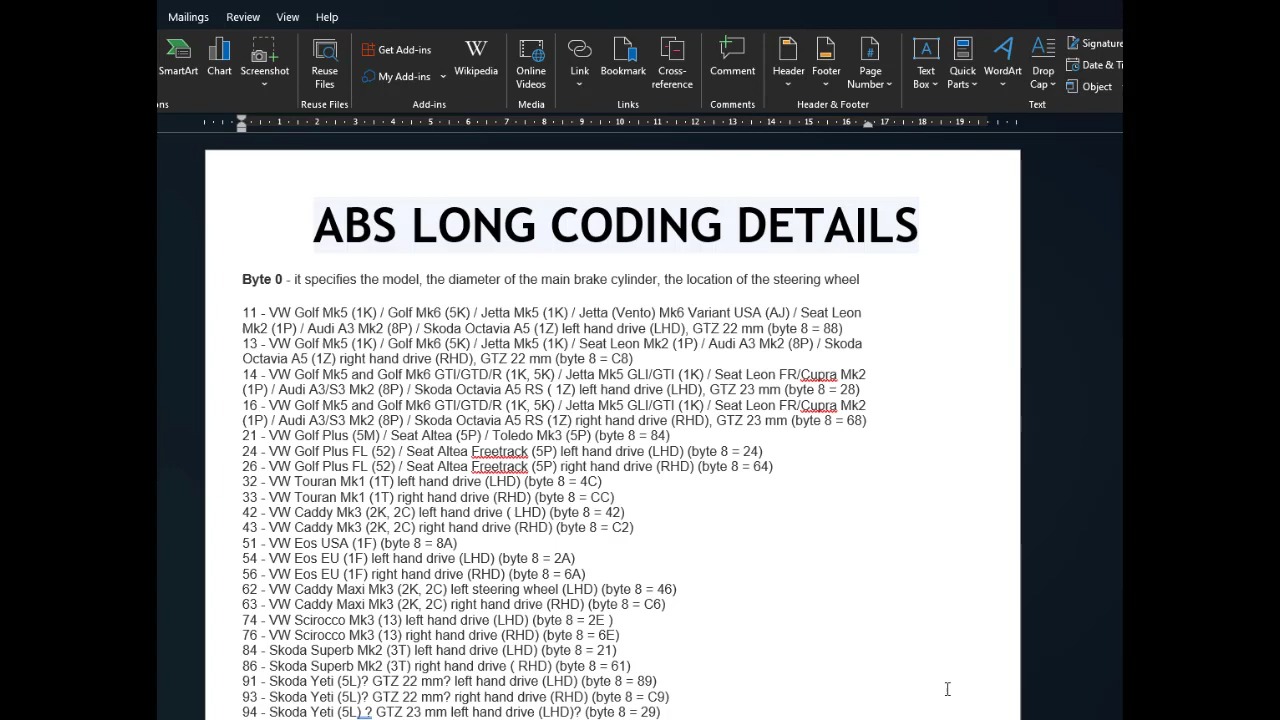 Mailings Review View Help
SmartArt Chart Screenshot Reuse Files Get Add-ins My Add-ins Wikipedia Online Videos Link Bookmark Cross-reference Comment Header Footer Page Number Text Box Quick Parts WordArt Drop Cap Signature Date & Ti Object
ons Reuse Files Add-ins Media Links Comments Header & Footer Text
1 2 3 4 5 6 7 8 9 10 11 12 13 14 15 16 17 18 19
ABS LONG CODING DETAILS
Byte 0 - it specifies the model, the diameter of the main brake cylinder, the location of the steering wheel
11 - VW Golf Mk5 (1K) / Golf Mk6 (5K) / Jetta Mk5 (1K) / Jetta (Vento) Mk6 Variant USA (AJ) / Seat Leon
Mk2 (1P) / Audi A3 Mk2 (8P) / Skoda Octavia A5 (1Z) left hand drive (LHD), GTZ 22 mm (byte 8 = 88)
13 - VW Golf Mk5 (1K) / Golf Mk6 (5K) / Jetta Mk5 (1K) / Seat Leon Mk2 (1P) / Audi A3 Mk2 (8P) / Skoda
Octavia A5 (1Z) right hand drive (RHD), GTZ 22 mm (byte 8 = C8)
14 - VW Golf Mk5 and Golf Mk6 GTI/GTD/R (1K, 5K) / Jetta Mk5 GLI/GTI (1K) / Seat Leon FR/Cupra Mk2
(1P) / Audi A3/S3 Mk2 (8P) / Skoda Octavia A5 RS ( 1Z) left hand drive (LHD), GTZ 23 mm (byte 8 = 28)
16 - VW Golf Mk5 and Golf Mk6 GTI/GTD/R (1K, 5K) / Jetta Mk5 GLI/GTI (1K) / Seat Leon FR/Cupra Mk2
(1P) / Audi A3/S3 Mk2 (8P) / Skoda Octavia A5 RS (1Z) right hand drive (RHD), GTZ 23 mm (byte 8 = 68)
21 - VW Golf Plus (5M) / Seat Altea (5P) / Toledo Mk3 (5P) (byte 8 = 84)
24 - VW Golf Plus FL (52) / Seat Altea Freetrack (5P) left hand drive (LHD) (byte 8 = 24)
26 - VW Golf Plus FL (52) / Seat Altea Freetrack (5P) right hand drive (RHD) (byte 8 = 64)
32 - VW Touran Mk1 (1T) left hand drive (LHD) (byte 8 = 4C)
33 - VW Touran Mk1 (1T) right hand drive (RHD) (byte 8 = CC)
42 - VW Caddy Mk3 (2K, 2C) left hand drive ( LHD) (byte 8 = 42)
43 - VW Caddy Mk3 (2K, 2C) right hand drive (RHD) (byte 8 = C2)
51 - VW Eos USA (1F) (byte 8 = 8A)
54 - VW Eos EU (1F) left hand drive (LHD) (byte 8 = 2A)
56 - VW Eos EU (1F) right hand drive (RHD) (byte 8 = 6A)
62 - VW Caddy Maxi Mk3 (2K, 2C) left steering wheel (LHD) (byte 8 = 46)
63 - VW Caddy Maxi Mk3 (2K, 2C) right hand drive (RHD) (byte 8 = C6)
74 - VW Scirocco Mk3 (13) left hand drive (LHD) (byte 8 = 2E )
76 - VW Scirocco Mk3 (13) right hand drive (RHD) (byte 8 = 6E)
84 - Skoda Superb Mk2 (3T) left hand drive (LHD) (byte 8 = 21)
86 - Skoda Superb Mk2 (3T) right hand drive ( RHD) (byte 8 = 61)
91 - Skoda Yeti (5L)? GTZ 22 mm? left hand drive (LHD) (byte 8 = 89)
93 - Skoda Yeti (5L)? GTZ 22 mm? right hand drive (RHD) (byte 8 = C9)
94 - Skoda Yeti (5L) ? GTZ 23 mm left hand drive (LHD)? (byte 8 = 29)